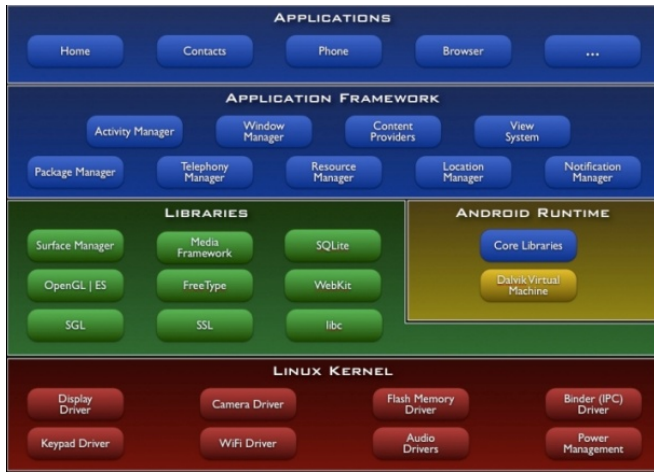 APPLICATIONS
Home Contacts Phone Browser ...
APPLICATION FRAMEWORK
Activity Manager Window Manager Content Providers View System
Package Manager Telephony Manager Resource Manager Location Manager Notification Manager
LIBRARIES
Surface Manager Media Framework SQLite
OpenGL | ES FreeType WebKit
SGL SSL libc
ANDROID RUNTIME
Core Libraries
Dalvik Virtual Machine
LINUX KERNEL
Display Driver Camera Driver Flash Memory Driver Binder (IPC) Driver
Keypad Driver WiFi Driver Audio Drivers Power Management